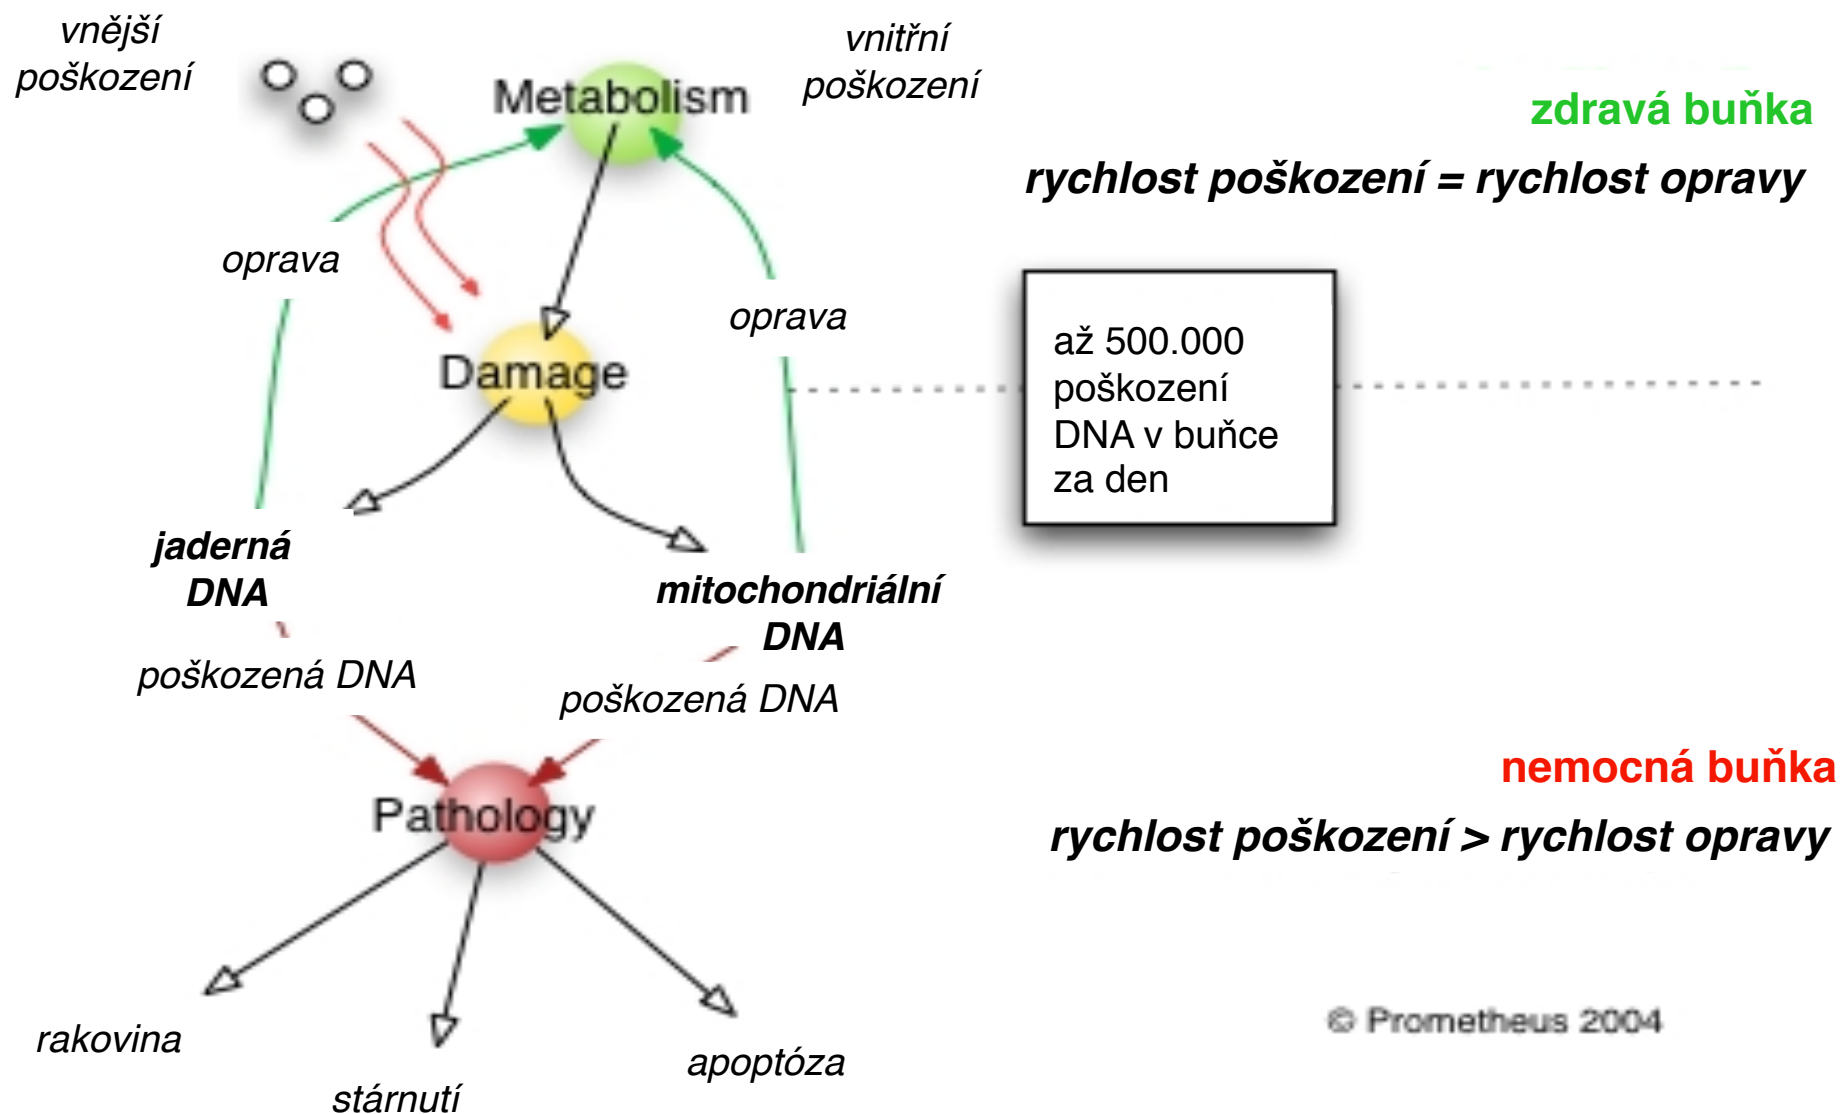 vnější
poškození
Metabolism
vnitřní
poškození
zdravá buňka
rychlost poškození = rychlost opravy
oprava
oprava
Damage
až 500.000
poškození
DNA v buňce
za den
jaderná
DNA
mitochondriální
DNA
poškozená DNA
poškozená DNA
Pathology
nemocná buňka
rychlost poškození > rychlost opravy
rakovina
stárnutí
apoptóza
© Prometheus 2004